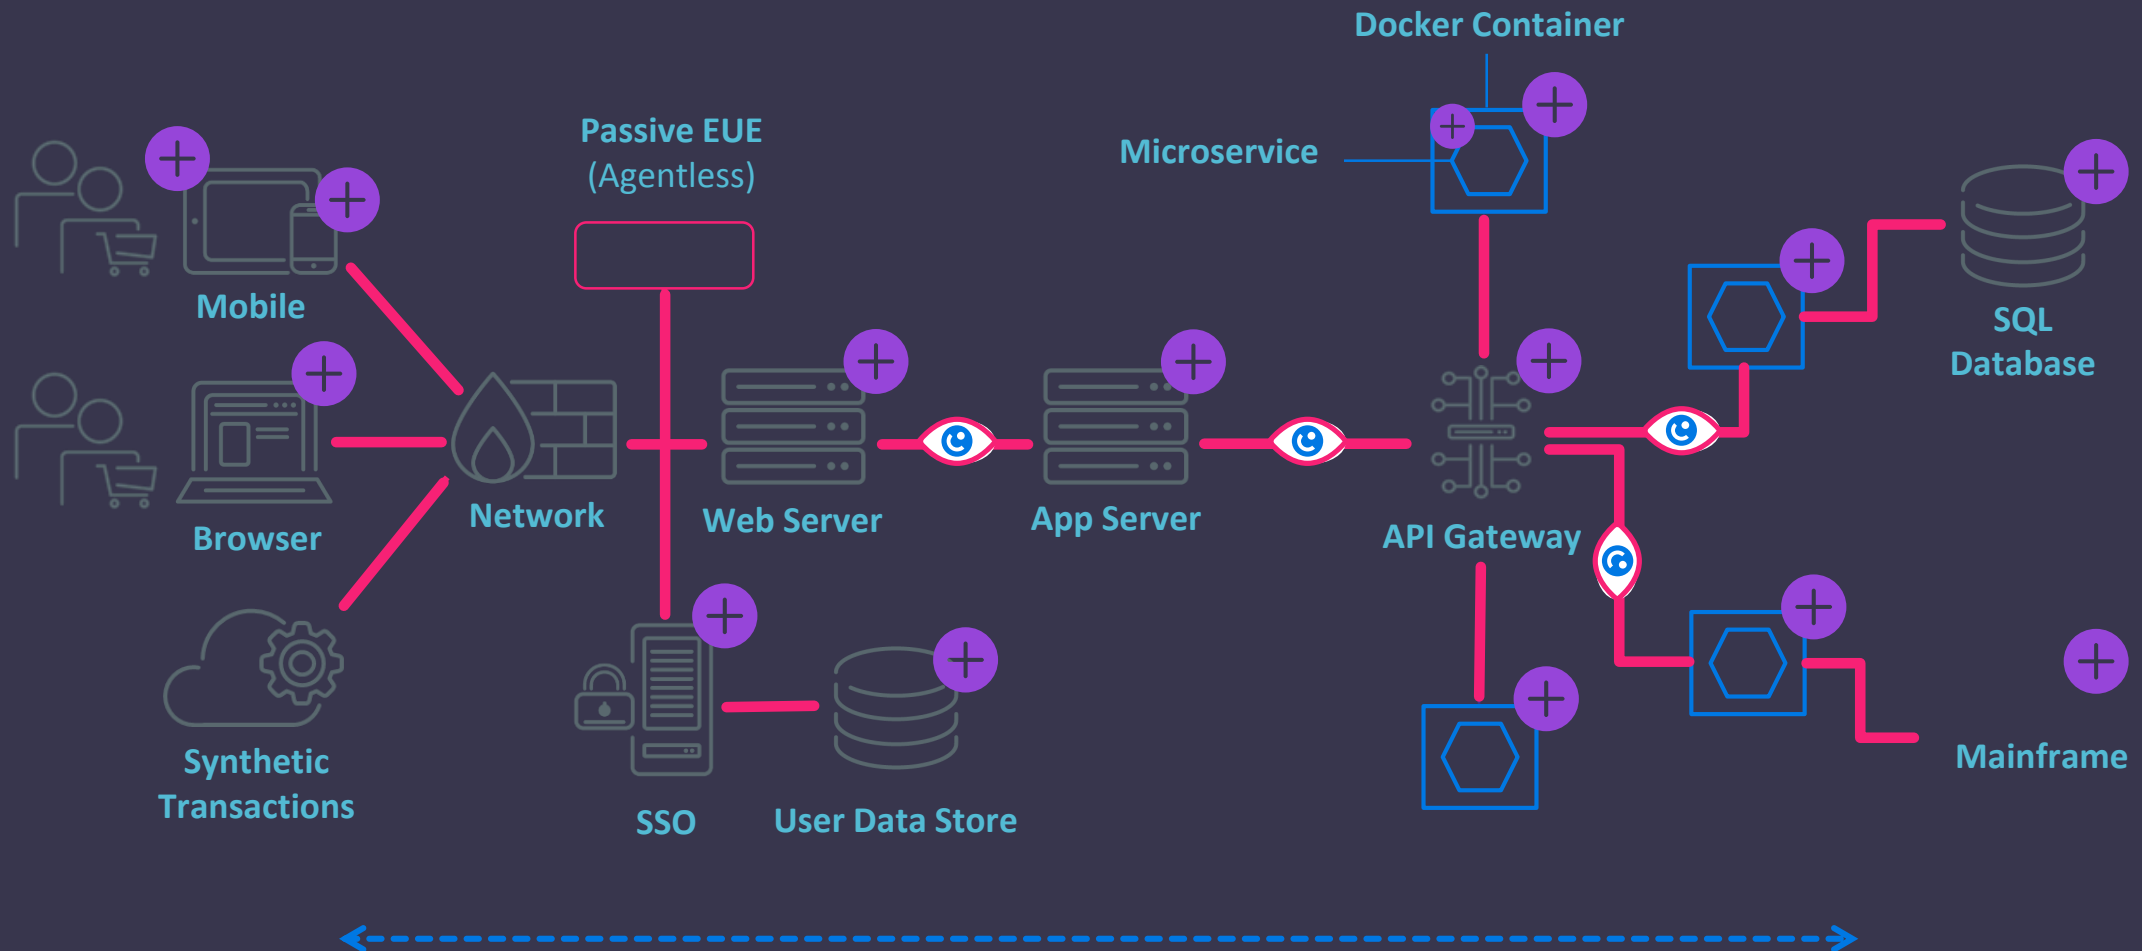 Docker Container
Passive EUE
(Agentless)
Microservice
Mobile
SQL
Database
Browser
Network
Web Server
App Server
API Gateway
Synthetic
Transactions
SSO
User Data Store
Mainframe